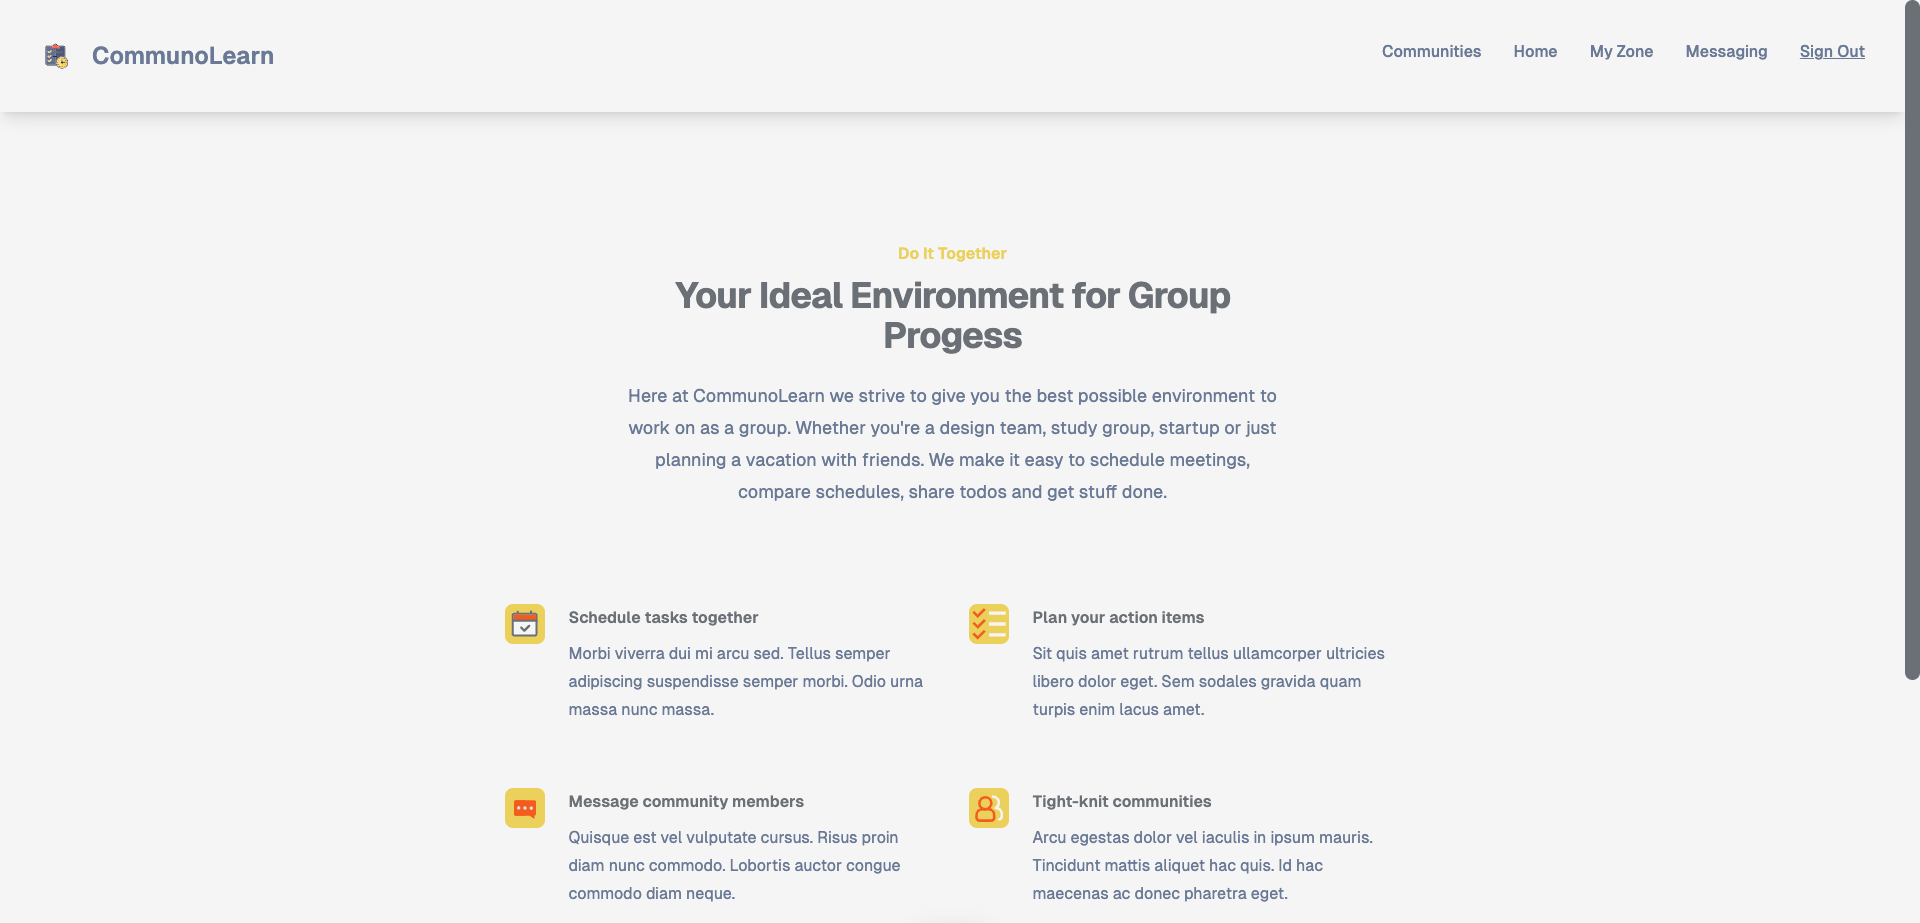 CommunoLearn
Communities Home My Zone Messaging Sign Out
Do It Together
Your Ideal Environment for Group
Progess
Here at CommunoLearn we strive to give you the best possible environment to
work on as a group. Whether you're a design team, study group, startup or just
planning a vacation with friends. We make it easy to schedule meetings,
compare schedules, share todos and get stuff done.
Schedule tasks together
Morbi viverra dui mi arcu sed. Tellus semper
adipiscing suspendisse semper morbi. Odio urna
massa nunc massa.
Plan your action items
Sit quis amet rutrum tellus ullamcorper ultricies
libero dolor eget. Sem sodales gravida quam
turpis enim lacus amet.
Message community members
Quisque est vel vulputate cursus. Risus proin
diam nunc commodo. Lobortis auctor congue
commodo diam neque.
Tight-knit communities
Arcu egestas dolor vel iaculis in ipsum mauris.
Tincidunt mattis aliquet hac quis. Id hac
maecenas ac donec pharetra eget.